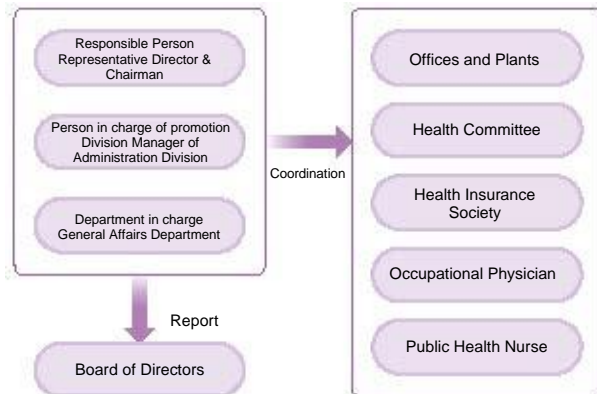 Responsible Person
Representative Director &
Chairman
Person in charge of promotion
Division Manager of
Administration Division
Department in charge
General Affairs Department
Coordination
Report
Board of Directors
Offices and Plants
Health Committee
Health Insurance
Society
Occupational Physician
Public Health Nurse